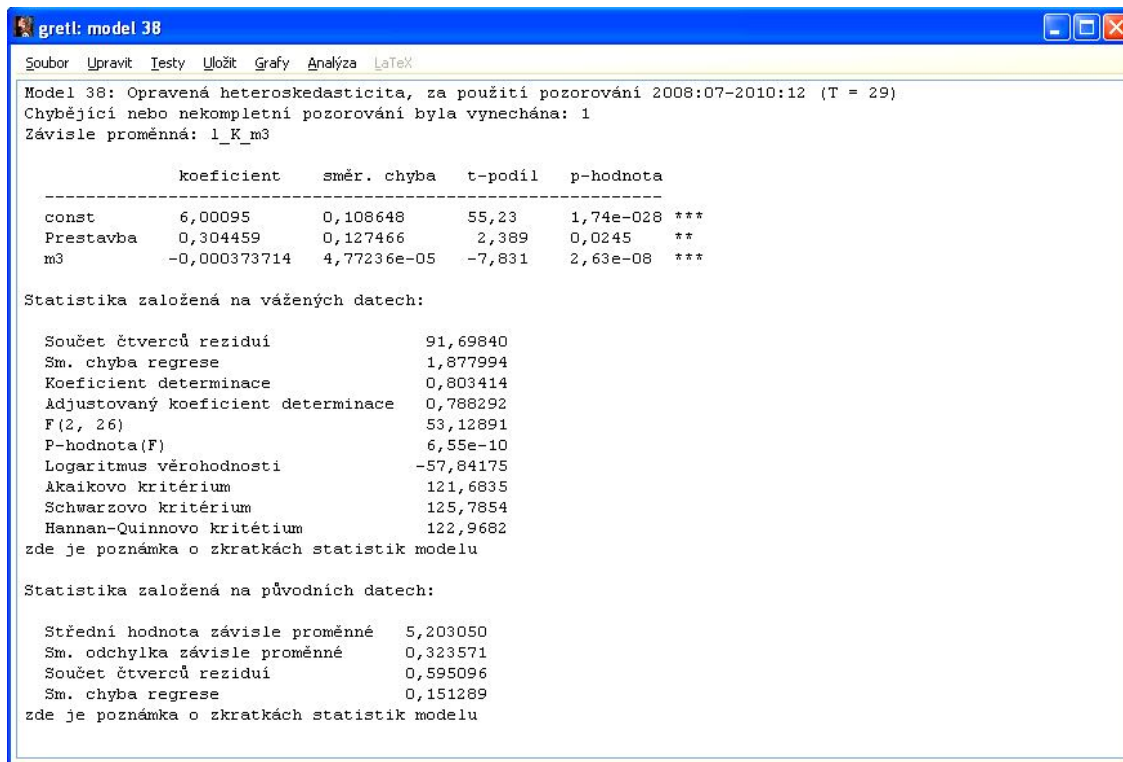 gretl: model 38
Soubor Upravit Testy Uložit Grafy Analýza LaTeX
Model 38: Opravená heteroskedasticita, za použití pozorování 2008:07-2010:12 (T = 29)
Chybějící nebo nekompletní pozorování byla vynechána: 1
Závisle proměnná: l_K_m3
koeficient směr. chyba t-podíl p-hodnota
---------------------------------------------------------------
const 6,00095 0,108648 55,23 1,74e-028 ***
Prestavba 0,304459 0,127466 2,389 0,0245 **
m3 -0,000373714 4,77236e-05 -7,831 2,63e-08 ***
Statistika založená na vážených datech:
Součet čtverců reziduí 91,69840
Sm. chyba regrese 1,877994
Koeficient determinace 0,803414
Adjustovaný koeficient determinace 0,788292
F(2, 26) 53,12891
P-hodnota(F) 6,55e-10
Logaritmus věrohodnosti -57,84175
Akaikovo kritérium 121,6835
Schwarzovo kritérium 125,7854
Hannan-Quinnovo kritétium 122,9682
zde je poznámka o zkratkách statistik modelu
Statistika založená na původních datech:
Střední hodnota závisle proměnné 5,203050
Sm. odchylka závisle proměnné 0,323571
Součet čtverců reziduí 0,595096
Sm. chyba regrese 0,151289
zde je poznámka o zkratkách statistik modelu